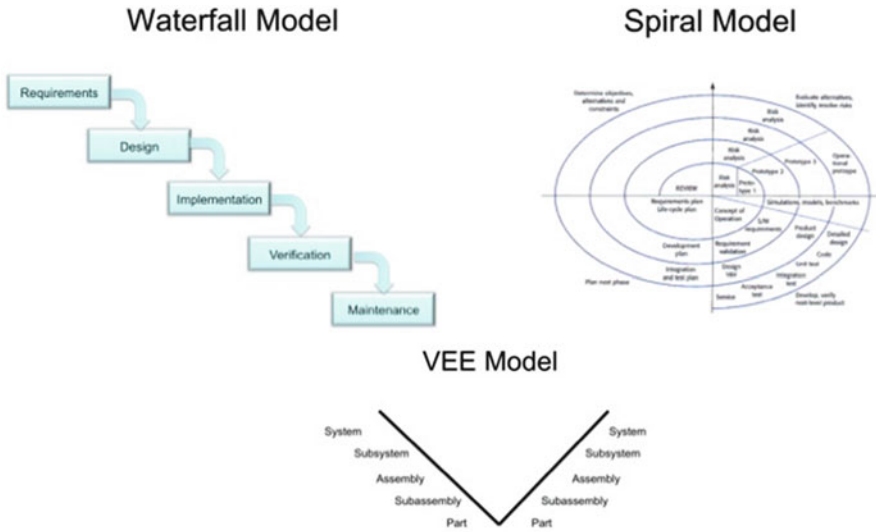 Waterfall Model
Requirements
Design
Implementation
Verification
Maintenance
Spiral Model
Determine objectives,
alternatives and
constraints
Evaluate alternatives,
identify, resolve risks
Risk
analysis
Risk
analysis
Risk
analysis
Risk
analysis
Proto-
type 1
Prototype 2
Prototype 3
Opera-
tional
prototype
REVIEW
Requirements plan
Life-cycle plan
Simulations, models, benchmarks
Concept of
Operation
S/W
requirements
Product
design
Detailed
design
Development
plan
Requirement
validation
Code
Unit test
Integration
and test plan
Design
V&V
Integration
test
Plan next phase
Acceptance
test
Service
Develop, verify
next-level product
VEE Model
System
Subsystem
Assembly
Subassembly
Part
System
Subsystem
Assembly
Subassembly
Part